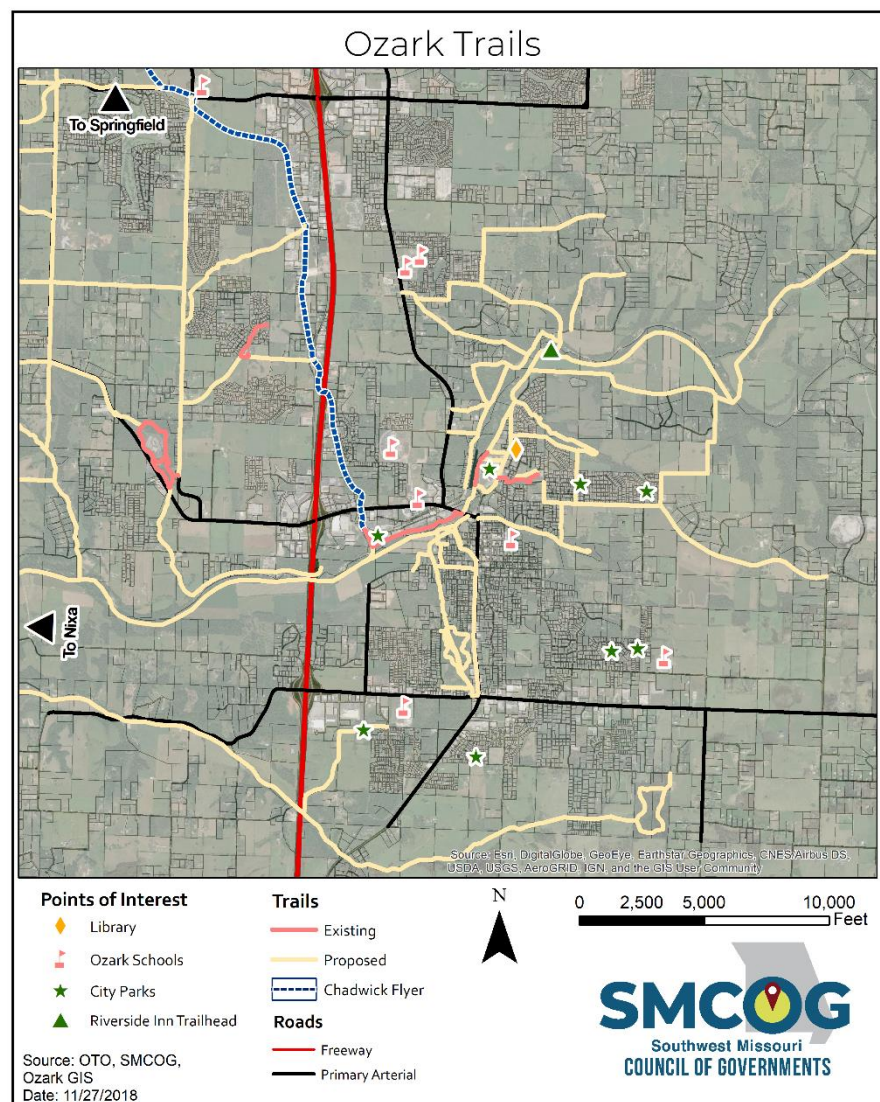 Ozark Trails
To Springfield
To Nixa
Source: Esri, DigitalGlobe, GeoEye, Earthstar Geographics, CNES/Airbus DS,
USDA, USGS, AeroGRID, IGN, and the GIS User Community
Points of Interest
Library
Ozark Schools
City Parks
Riverside Inn Trailhead
Source: OTO, SMCOG,
Ozark GIS
Date: 11/27/2018
Trails
Existing
Proposed
Chadwick Flyer
Roads
Freeway
Primary Arterial
N
0 2,500 5,000 10,000
Feet
SMCOG
Southwest Missouri
COUNCIL OF GOVERNMENTS